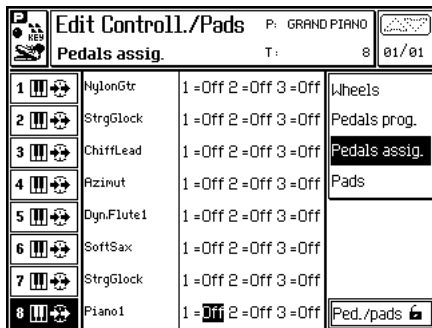 P KEY
Edit Controll./Pads P: GRAND PIANO
Pedals assig. T: 8 01/01
1 NylonGtr 1 =Off 2 =Off 3 =Off Wheels
2 StrgGlock 1 =Off 2 =Off 3 =Off Pedals prog.
3 ChiffLead 1 =Off 2 =Off 3 =Off Pedals assig.
4 Azimut 1 =Off 2 =Off 3 =Off Pads
5 Dyn.Flute1 1 =Off 2 =Off 3 =Off
6 SoftSax 1 =Off 2 =Off 3 =Off
7 StrgGlock 1 =Off 2 =Off 3 =Off
8 Piano1 1 =Off 2 =Off 3 =Off Ped./pads